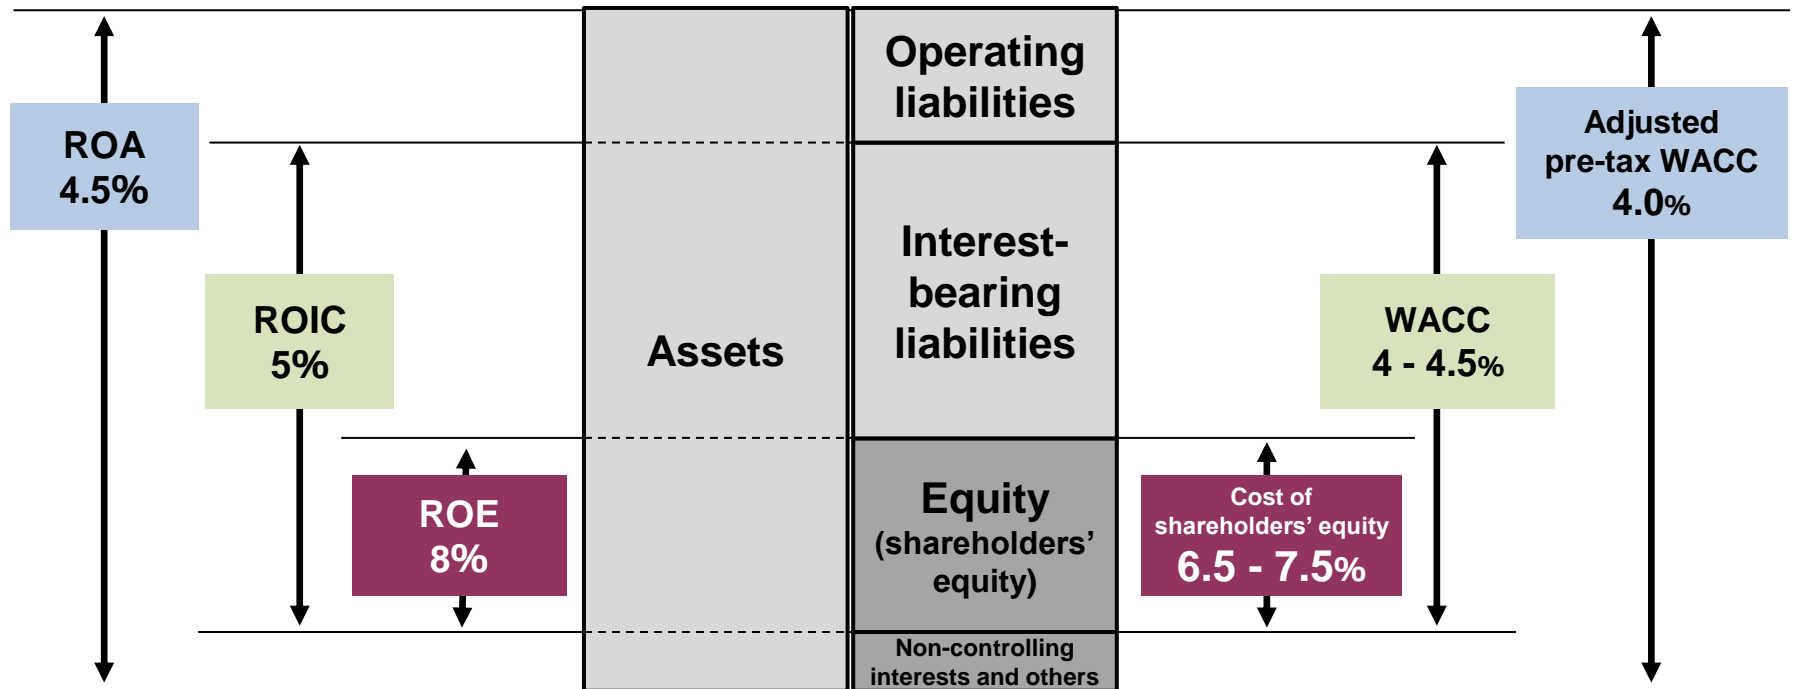 ROA
4.5%
ROIC
5%
ROE
8%
Assets
Operating
liabilities
Interest-
bearing
liabilities
Equity
(shareholders’
equity)
Non-controlling
interests and others
Cost of
shareholders’ equity
6.5 - 7.5%
WACC
4 - 4.5%
Adjusted
pre-tax WACC
4.0%